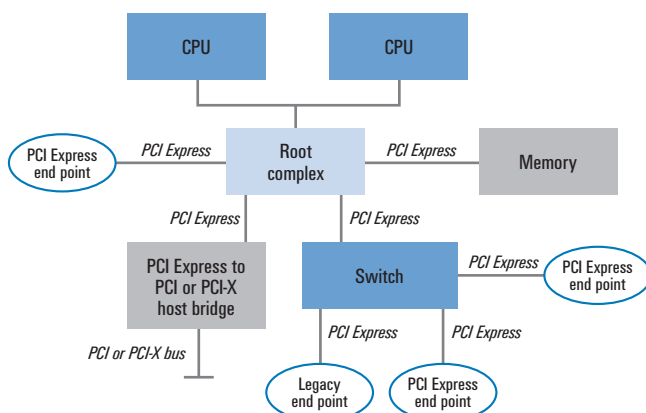 CPU
CPU
PCI Express
end point
PCI Express
Root
complex
PCI Express
Memory
PCI Express
PCI Express
PCI Express to
PCI or PCI-X
host bridge
Switch
PCI Express
PCI Express
end point
PCI or PCI-X bus
PCI Express
PCI Express
Legacy
end point
PCI Express
end point